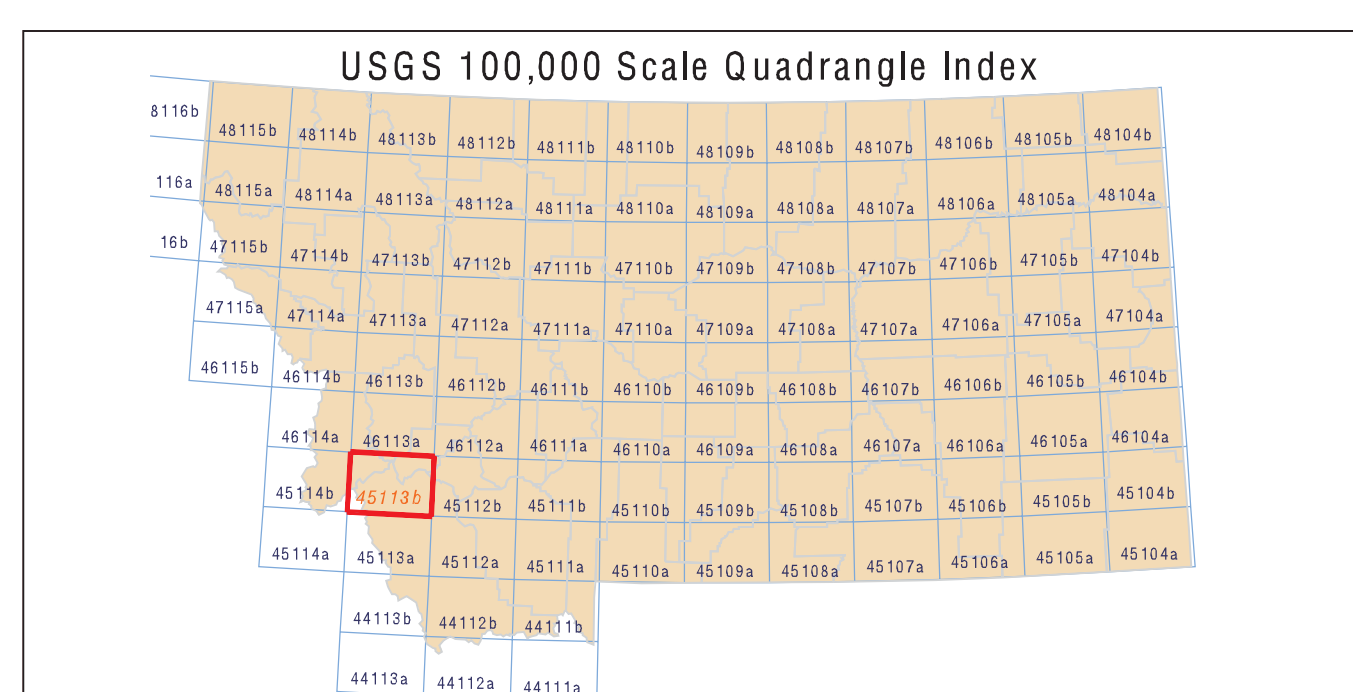 USGS 100,000 Scale Quadrangle Index
8116b 48115b 48114b 48113b 48112b 48111b 48110b 48109b 48108b 48107b 48106b 48105b 48104b
116a 48115a 48114a 48113a 48112a 48111a 48110a 48109a 48108a 48107a 48106a 48105a 48104a
16b 47115b 47114b 47113b 47112b 47111b 47110b 47109b 47108b 47107b 47106b 47105b 47104b
47115a 47114a 47113a 47112a 47111a 47110a 47109a 47108a 47107a 47106a 47105a 47104a
46115b 46114b 46113b 46112b 46111b 46110b 46109b 46108b 46107b 46106b 46105b 46104b
46114a 46113a 46112a 46111a 46110a 46109a 46108a 46107a 46106a 46105a 46104a
45114b 45113b 45112b 45111b 45110b 45109b 45108b 45107b 45106b 45105b 45104b
45114a 45113a 45112a 45111a 45110a 45109a 45108a 45107a 45106a 45105a 45104a
44113b 44112b 44111b
44113a 44112a 44111a